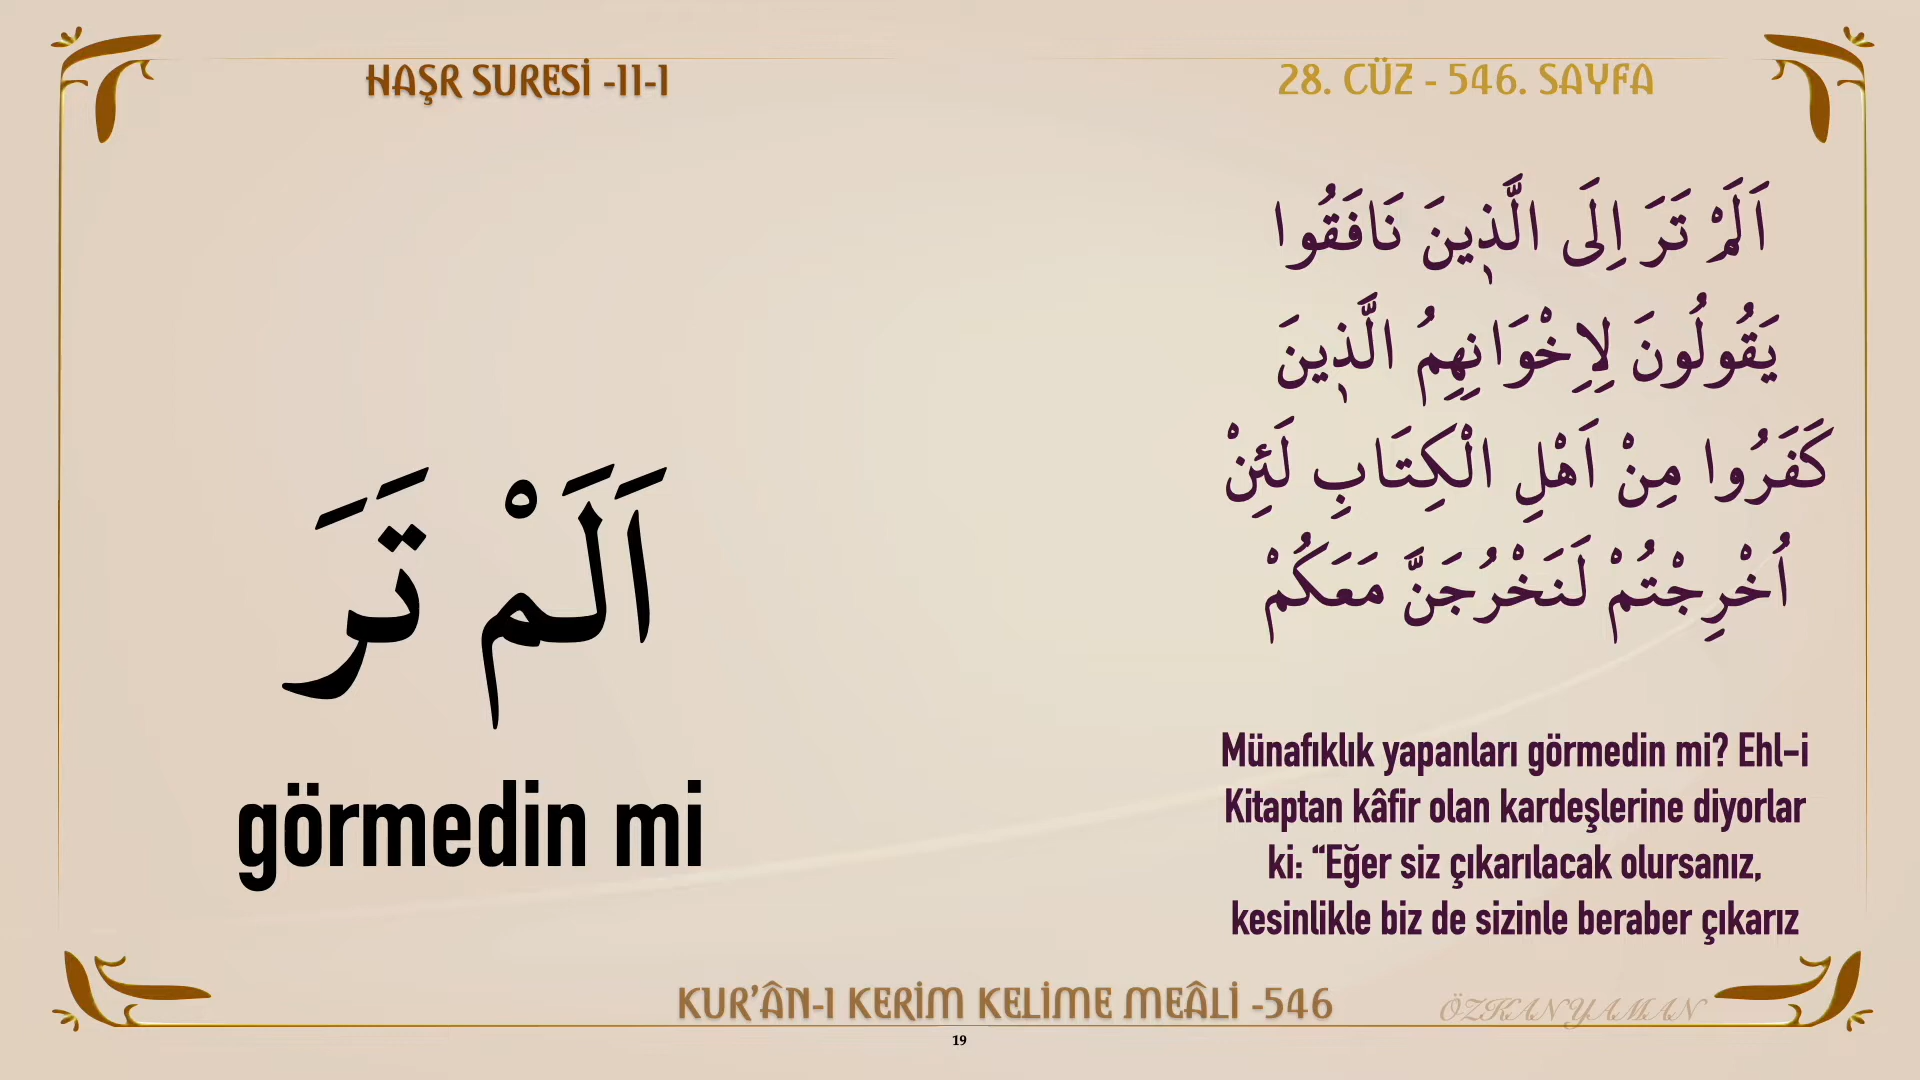 HAŞR SURESİ -11-1
28. CÜZ - 546. SAYFA
اَلَمْ تَرَ اِلَى الَّذ۪ينَ نَافَقُوا
يَقُولُونَ لِاِخْوَانِهِمُ الَّذ۪ينَ
كَفَرُوا مِنْ اَهْلِ الْكِتَابِ لَئِنْ
اُخْرِجْتُمْ لَنَخْرُجَنَّ مَعَكُمْ
اَلَمْ تَرَ
görmedin mi
Münafıklık yapanları görmedin mi? Ehl-i
Kitaptan kâfir olan kardeşlerine diyorlar
ki: “Eğer siz çıkarılacak olursanız,
kesinlikle biz de sizinle beraber çıkarız
KUR’ÂN-I KERİM KELİME MEÂLİ -546
ÖZKAN YAMAN
19